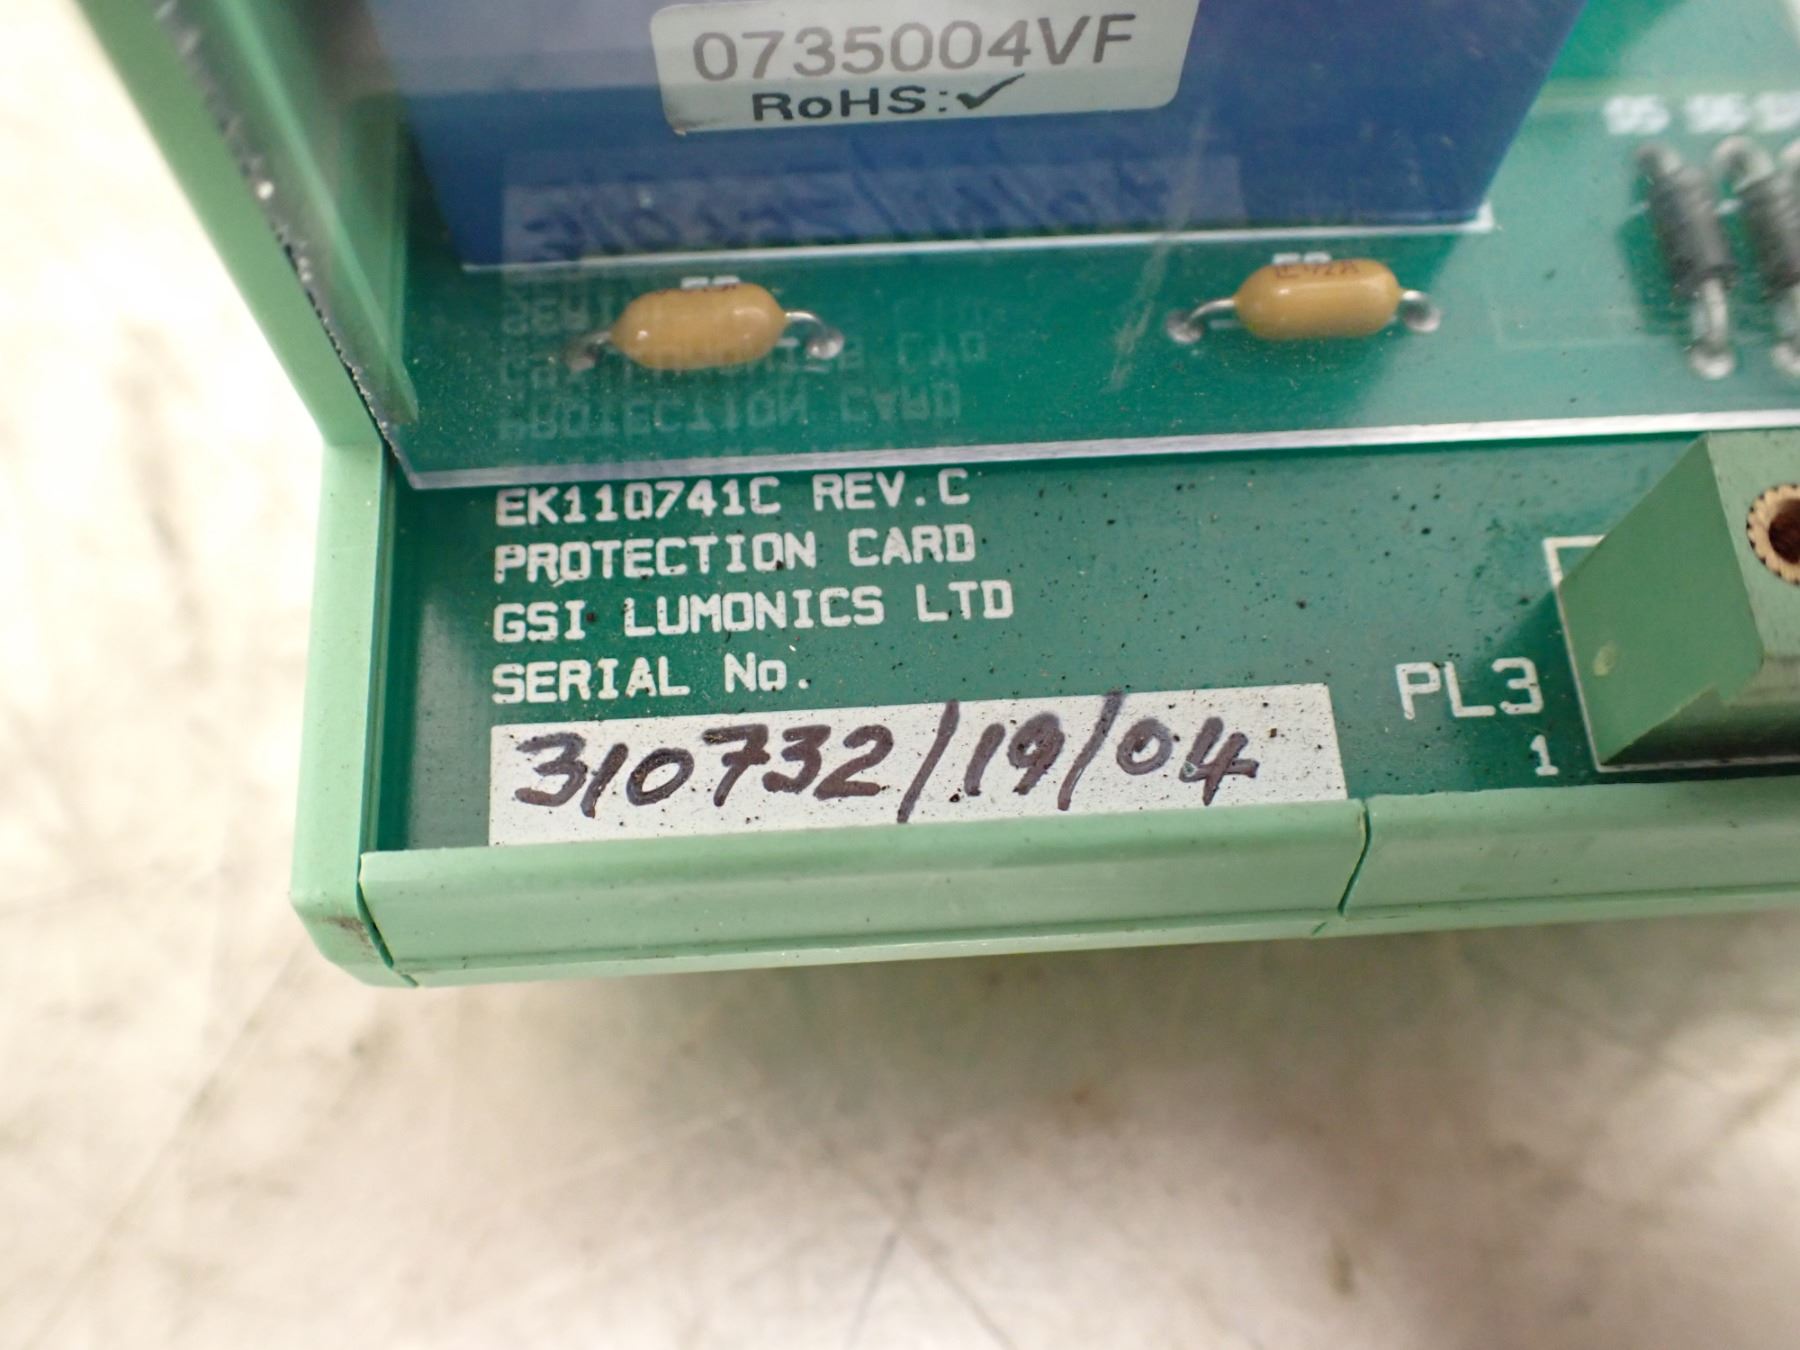 0735004VF
RoHS:✓
EK110741C REV.C
PROTECTION CARD
GSI LUMONICS LTD
SERIAL No.
310732/19/04
PL3
1